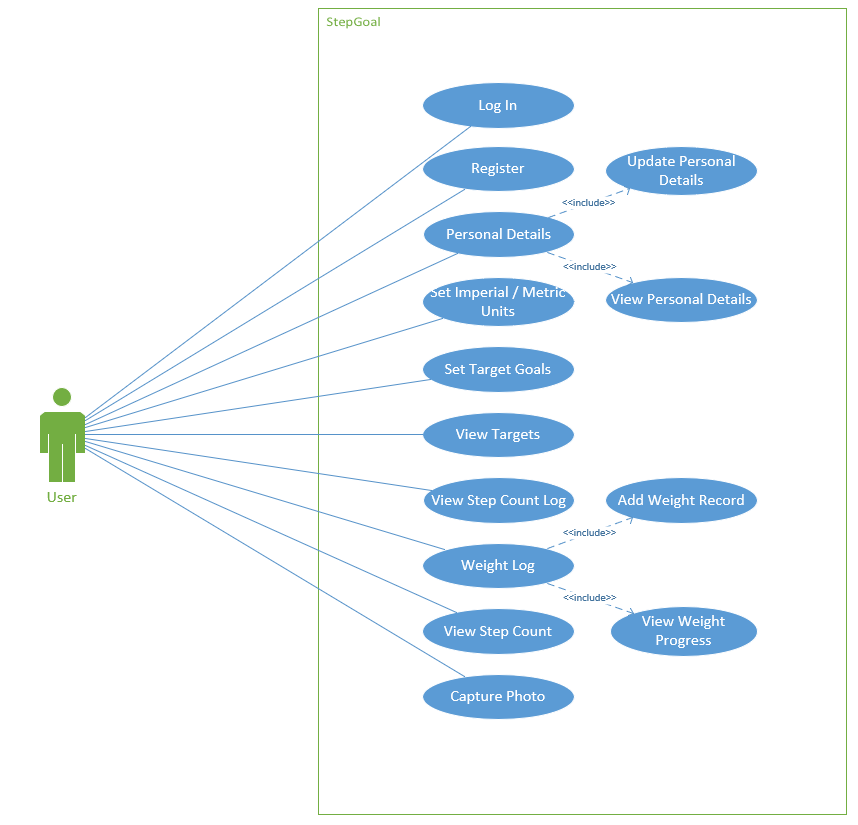 StepGoal
Log In
Register
Update Personal
Details
<<include>>
Personal Details
<<include>>
Set Imperial / Metric
Units
View Personal Details
Set Target Goals
View Targets
User
View Step Count Log
Add Weight Record
<<include>>
Weight Log
<<include>>
View Step Count
View Weight
Progress
Capture Photo